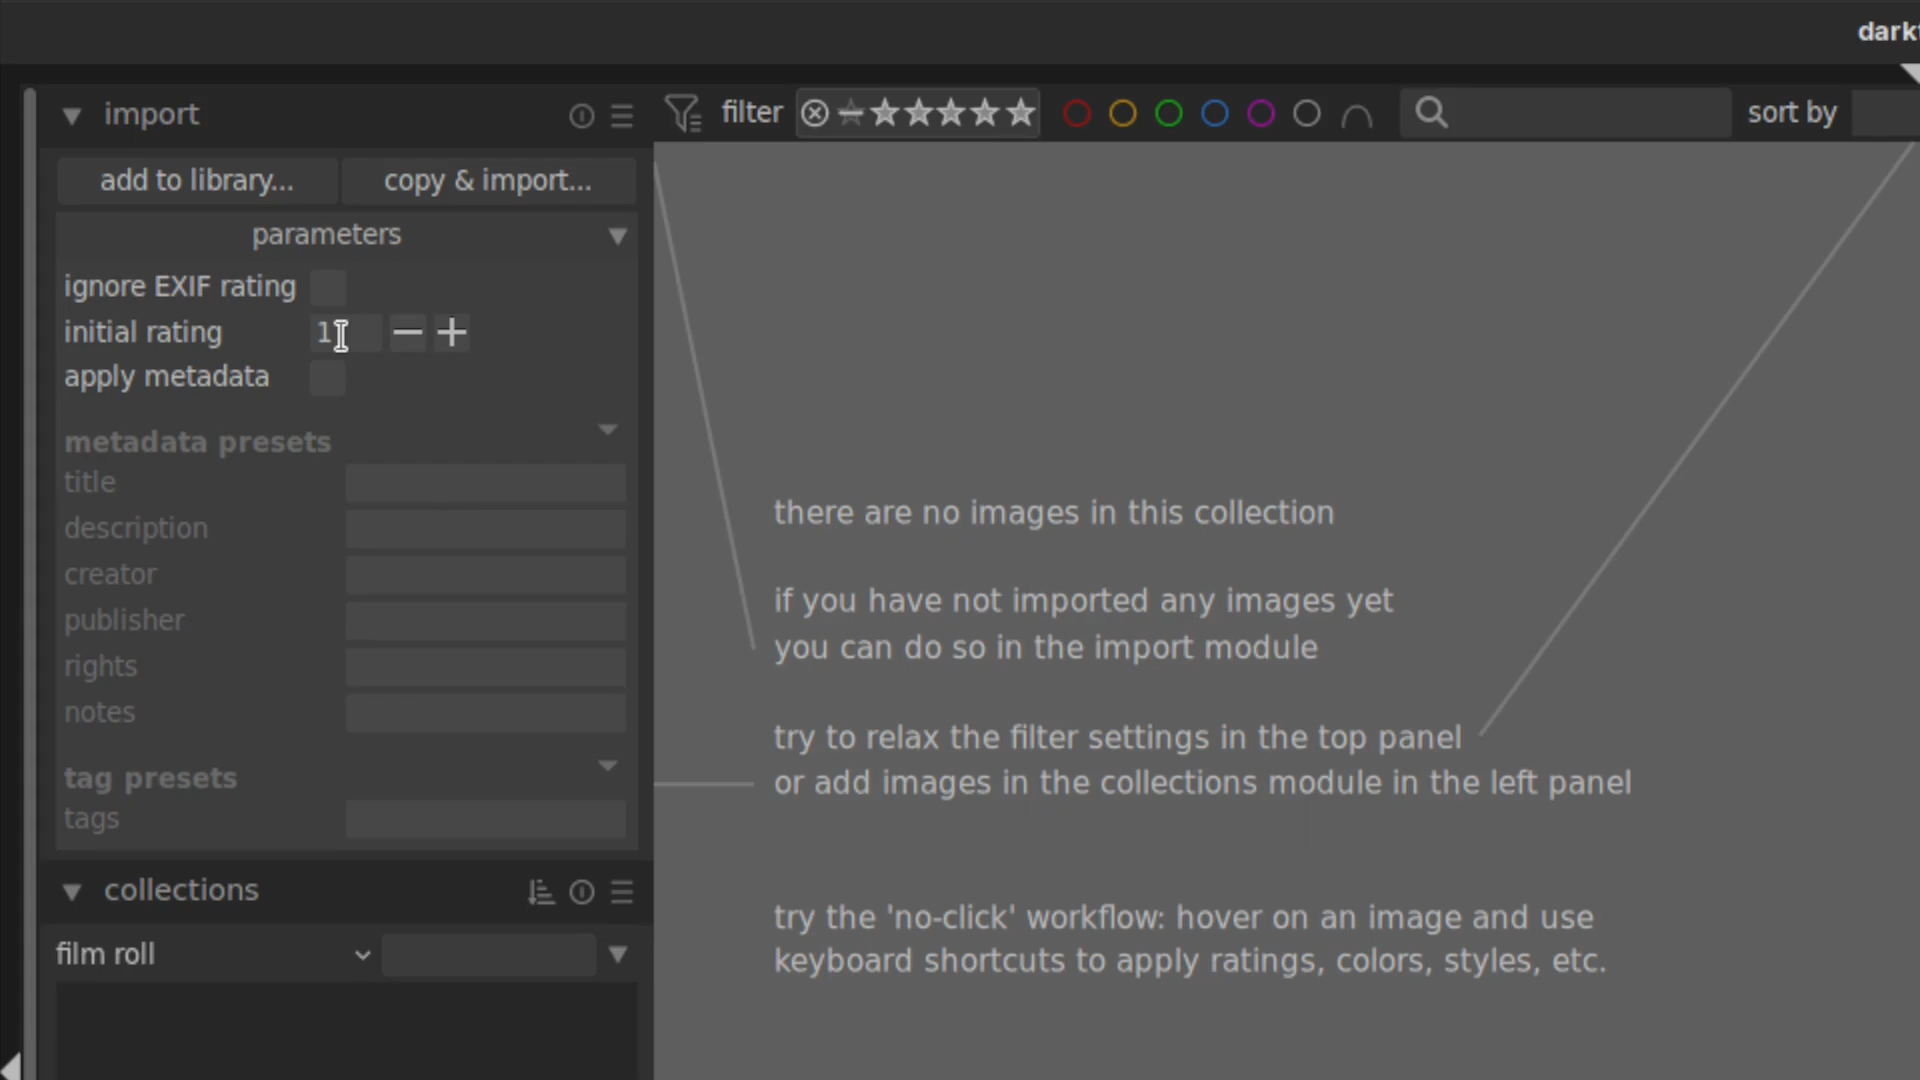 dark
import
filter
sort by
add to library...
copy & import...
parameters
ignore EXIF rating
initial rating
1
apply metadata
metadata presets
title
description
creator
publisher
rights
notes
tag presets
tags
collections
film roll
there are no images in this collection
if you have not imported any images yet
you can do so in the import module
try to relax the filter settings in the top panel
or add images in the collections module in the left panel
try the 'no-click' workflow: hover on an image and use
keyboard shortcuts to apply ratings, colors, styles, etc.